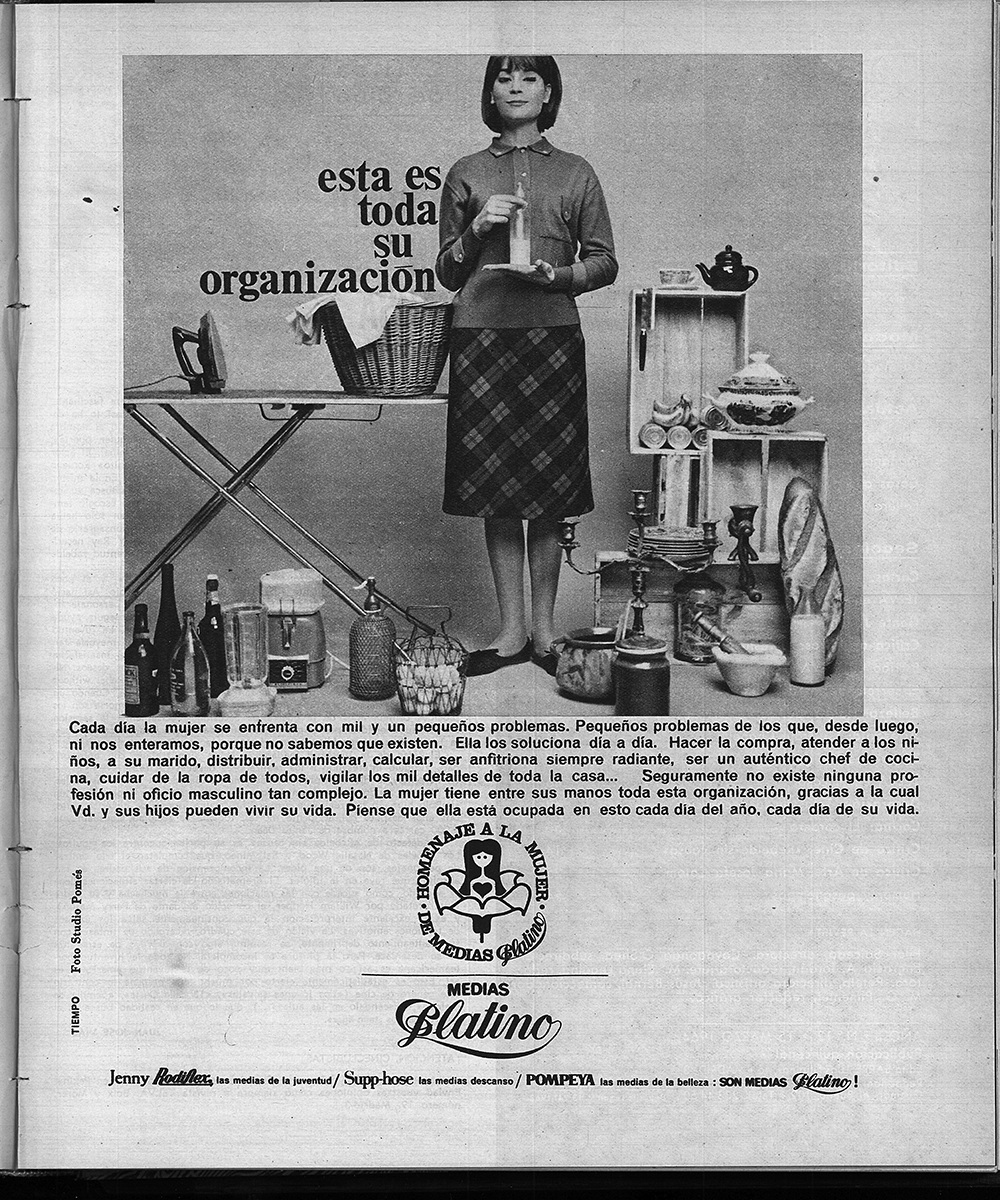 esta es
toda
su
organización
Cada día la mujer se enfrenta con mil y un pequeños problemas. Pequeños problemas de los que, desde luego,
ni nos enteramos, porque no sabemos que existen. Ella los soluciona día a día. Hacer la compra, atender a los ni-
ños, a su marido, distribuir, administrar, calcular, ser anfitriona siempre radiante, ser un auténtico chef de coci-
na, cuidar de la ropa de todos, vigilar los mil detalles de toda la casa... Seguramente no existe ninguna pro-
fesión ni oficio masculino tan complejo. La mujer tiene entre sus manos toda esta organización, gracias a la cual
Vd. y sus hijos pueden vivir su vida. Piense que ella está ocupada en esto cada día del año, cada día de su vida.
• HOMENAJE A LA MUJER •
DE MEDIAS Platino
TIEMPO Foto Studio Pomés
MEDIAS
Platino
Jenny Rodiflex, las medias de la juventud / Supp-hose las medias descanso / POMPEYA las medias de la belleza : SON MEDIAS Platino !